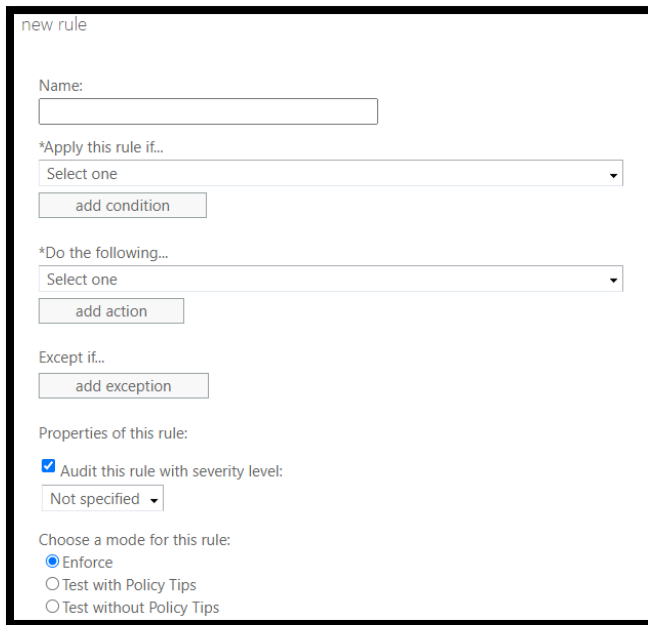 new rule
Name:
*Apply this rule if...
Select one
add condition
*Do the following...
Select one
add action
Except if...
add exception
Properties of this rule:
Audit this rule with severity level:
Not specified
Choose a mode for this rule:
Enforce
Test with Policy Tips
Test without Policy Tips